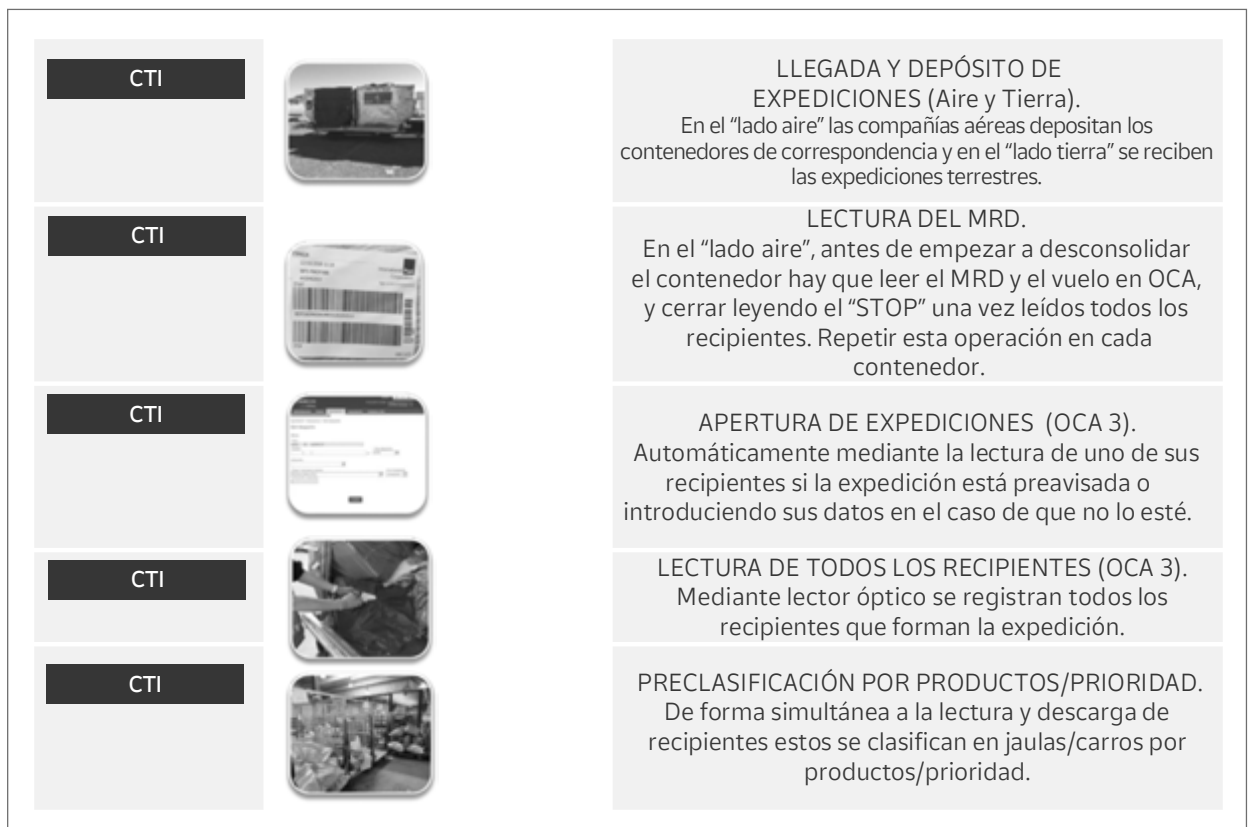 CTI
LLEGADA Y DEPÓSITO DE
EXPEDICIONES (Aire y Tierra).
En el “lado aire” las compañías aéreas depositan los
contenedores de correspondencia y en el “lado tierra” se reciben
las expediciones terrestres.
CTI
LECTURA DEL MRD.
En el “lado aire”, antes de empezar a desconsolidar
el contenedor hay que leer el MRD y el vuelo en OCA,
y cerrar leyendo el “STOP” una vez leídos todos los
recipientes. Repetir esta operación en cada
contenedor.
CTI
APERTURA DE EXPEDICIONES (OCA 3).
Automáticamente mediante la lectura de uno de sus
recipientes si la expedición está preavisada o
introduciendo sus datos en el caso de que no lo esté.
CTI
LECTURA DE TODOS LOS RECIPIENTES (OCA 3).
Mediante lector óptico se registran todos los
recipientes que forman la expedición.
CTI
PRECLASIFICACIÓN POR PRODUCTOS/PRIORIDAD.
De forma simultánea a la lectura y descarga de
recipientes estos se clasifican en jaulas/carros por
productos/prioridad.